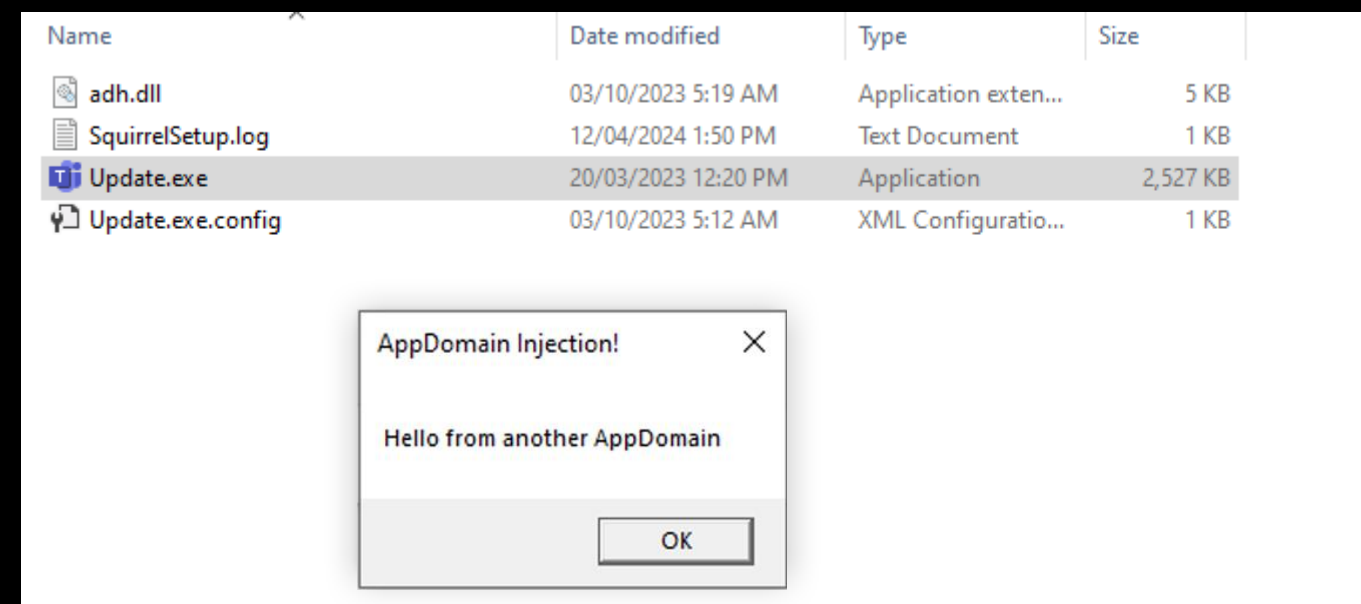 Name Date modified Type Size
adh.dll 03/10/2023 5:19 AM Application exten... 5 KB
SquirrelSetup.log 12/04/2024 1:50 PM Text Document 1 KB
Update.exe 20/03/2023 12:20 PM Application 2,527 KB
Update.exe.config 03/10/2023 5:12 AM XML Configuratio... 1 KB
AppDomain Injection!
Hello from another AppDomain
OK